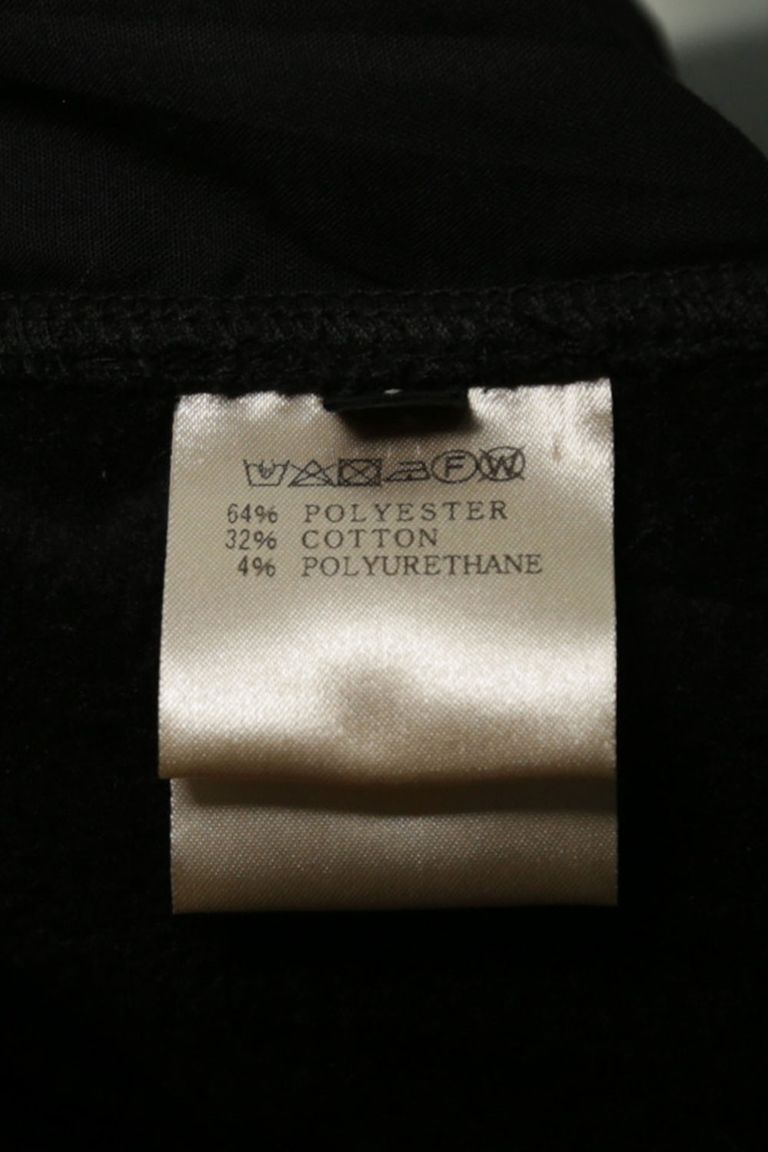 F W
64% POLYESTER
32% COTTON
4% POLYURETHANE